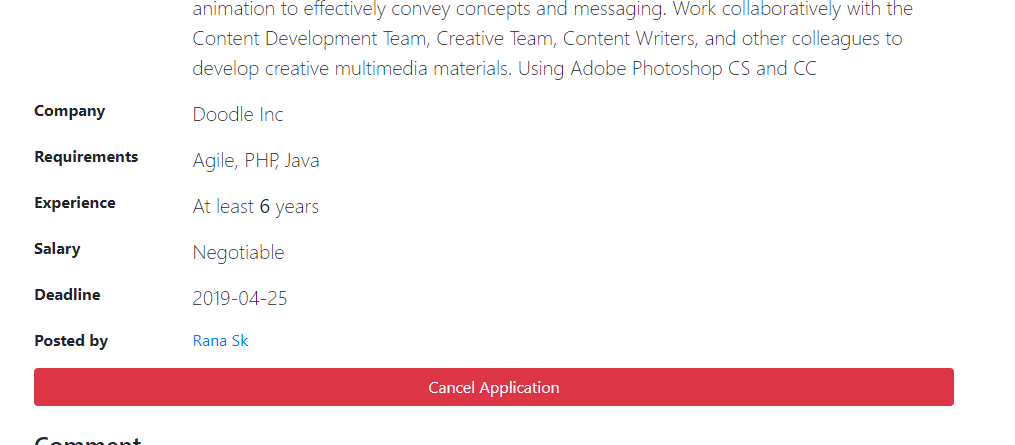 animation to effectively convey concepts and messaging. Work collaboratively with the
Content Development Team, Creative Team, Content Writers, and other colleagues to
develop creative multimedia materials. Using Adobe Photoshop CS and CC
Company Doodle Inc
Requirements Agile, PHP, Java
Experience At least 6 years
Salary Negotiable
Deadline 2019-04-25
Posted by Rana Sk
Cancel Application
Comment